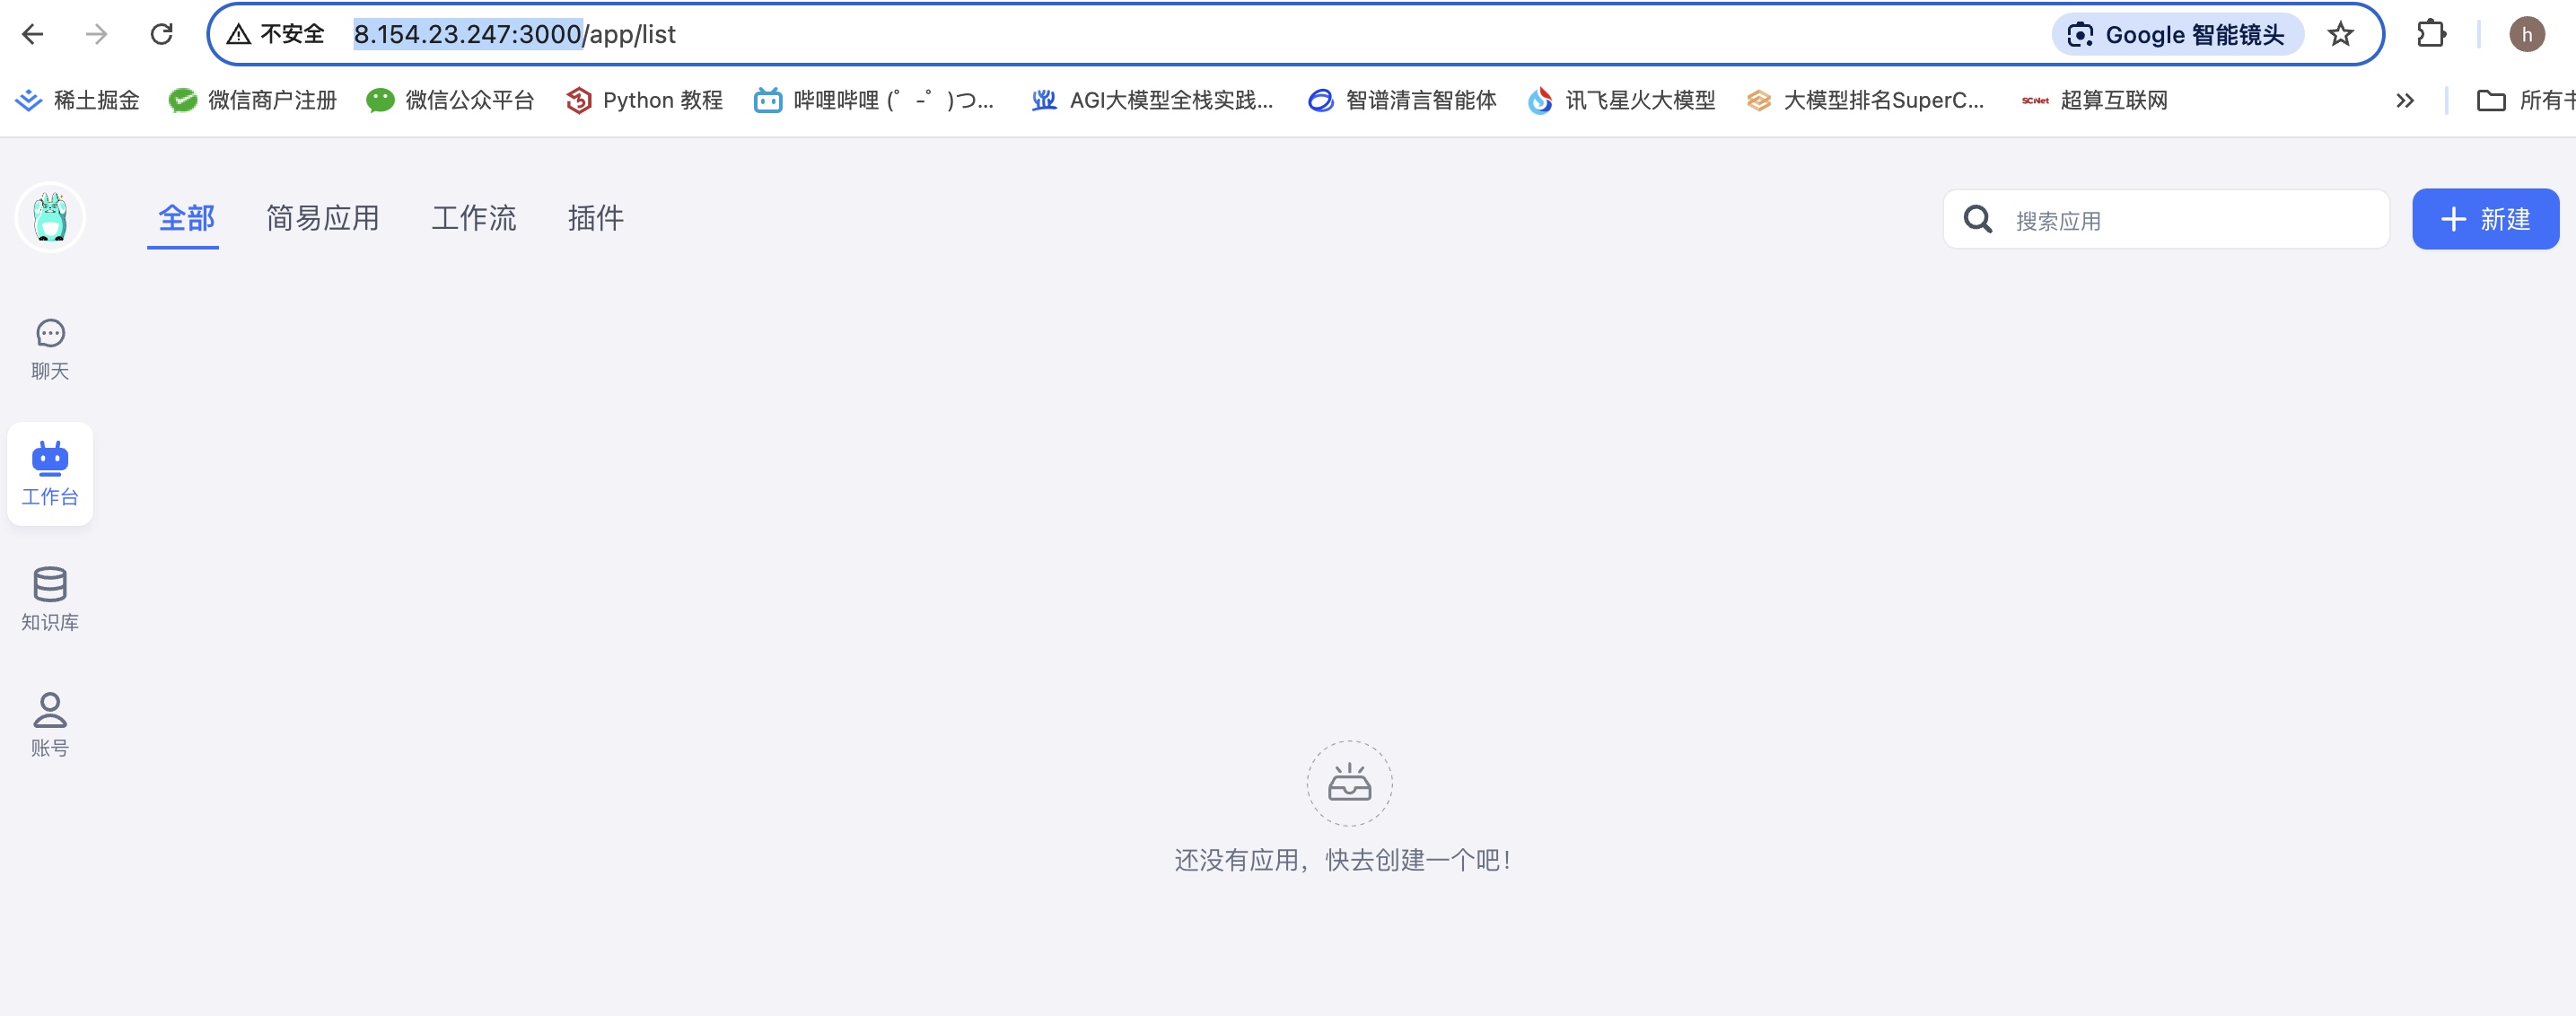 不安全 8.154.23.247:3000/app/list Google 智能镜头 h
稀土掘金 微信商户注册 微信公众平台 Python 教程 哔哩哔哩 (゜-゜)つ... AGI大模型全栈实践... 智谱清言智能体 讯飞星火大模型 大模型排名SuperC... SCNet 超算互联网 所有
全部 简易应用 工作流 插件 搜索应用 新建
聊天
工作台
知识库
账号
还没有应用，快去创建一个吧！